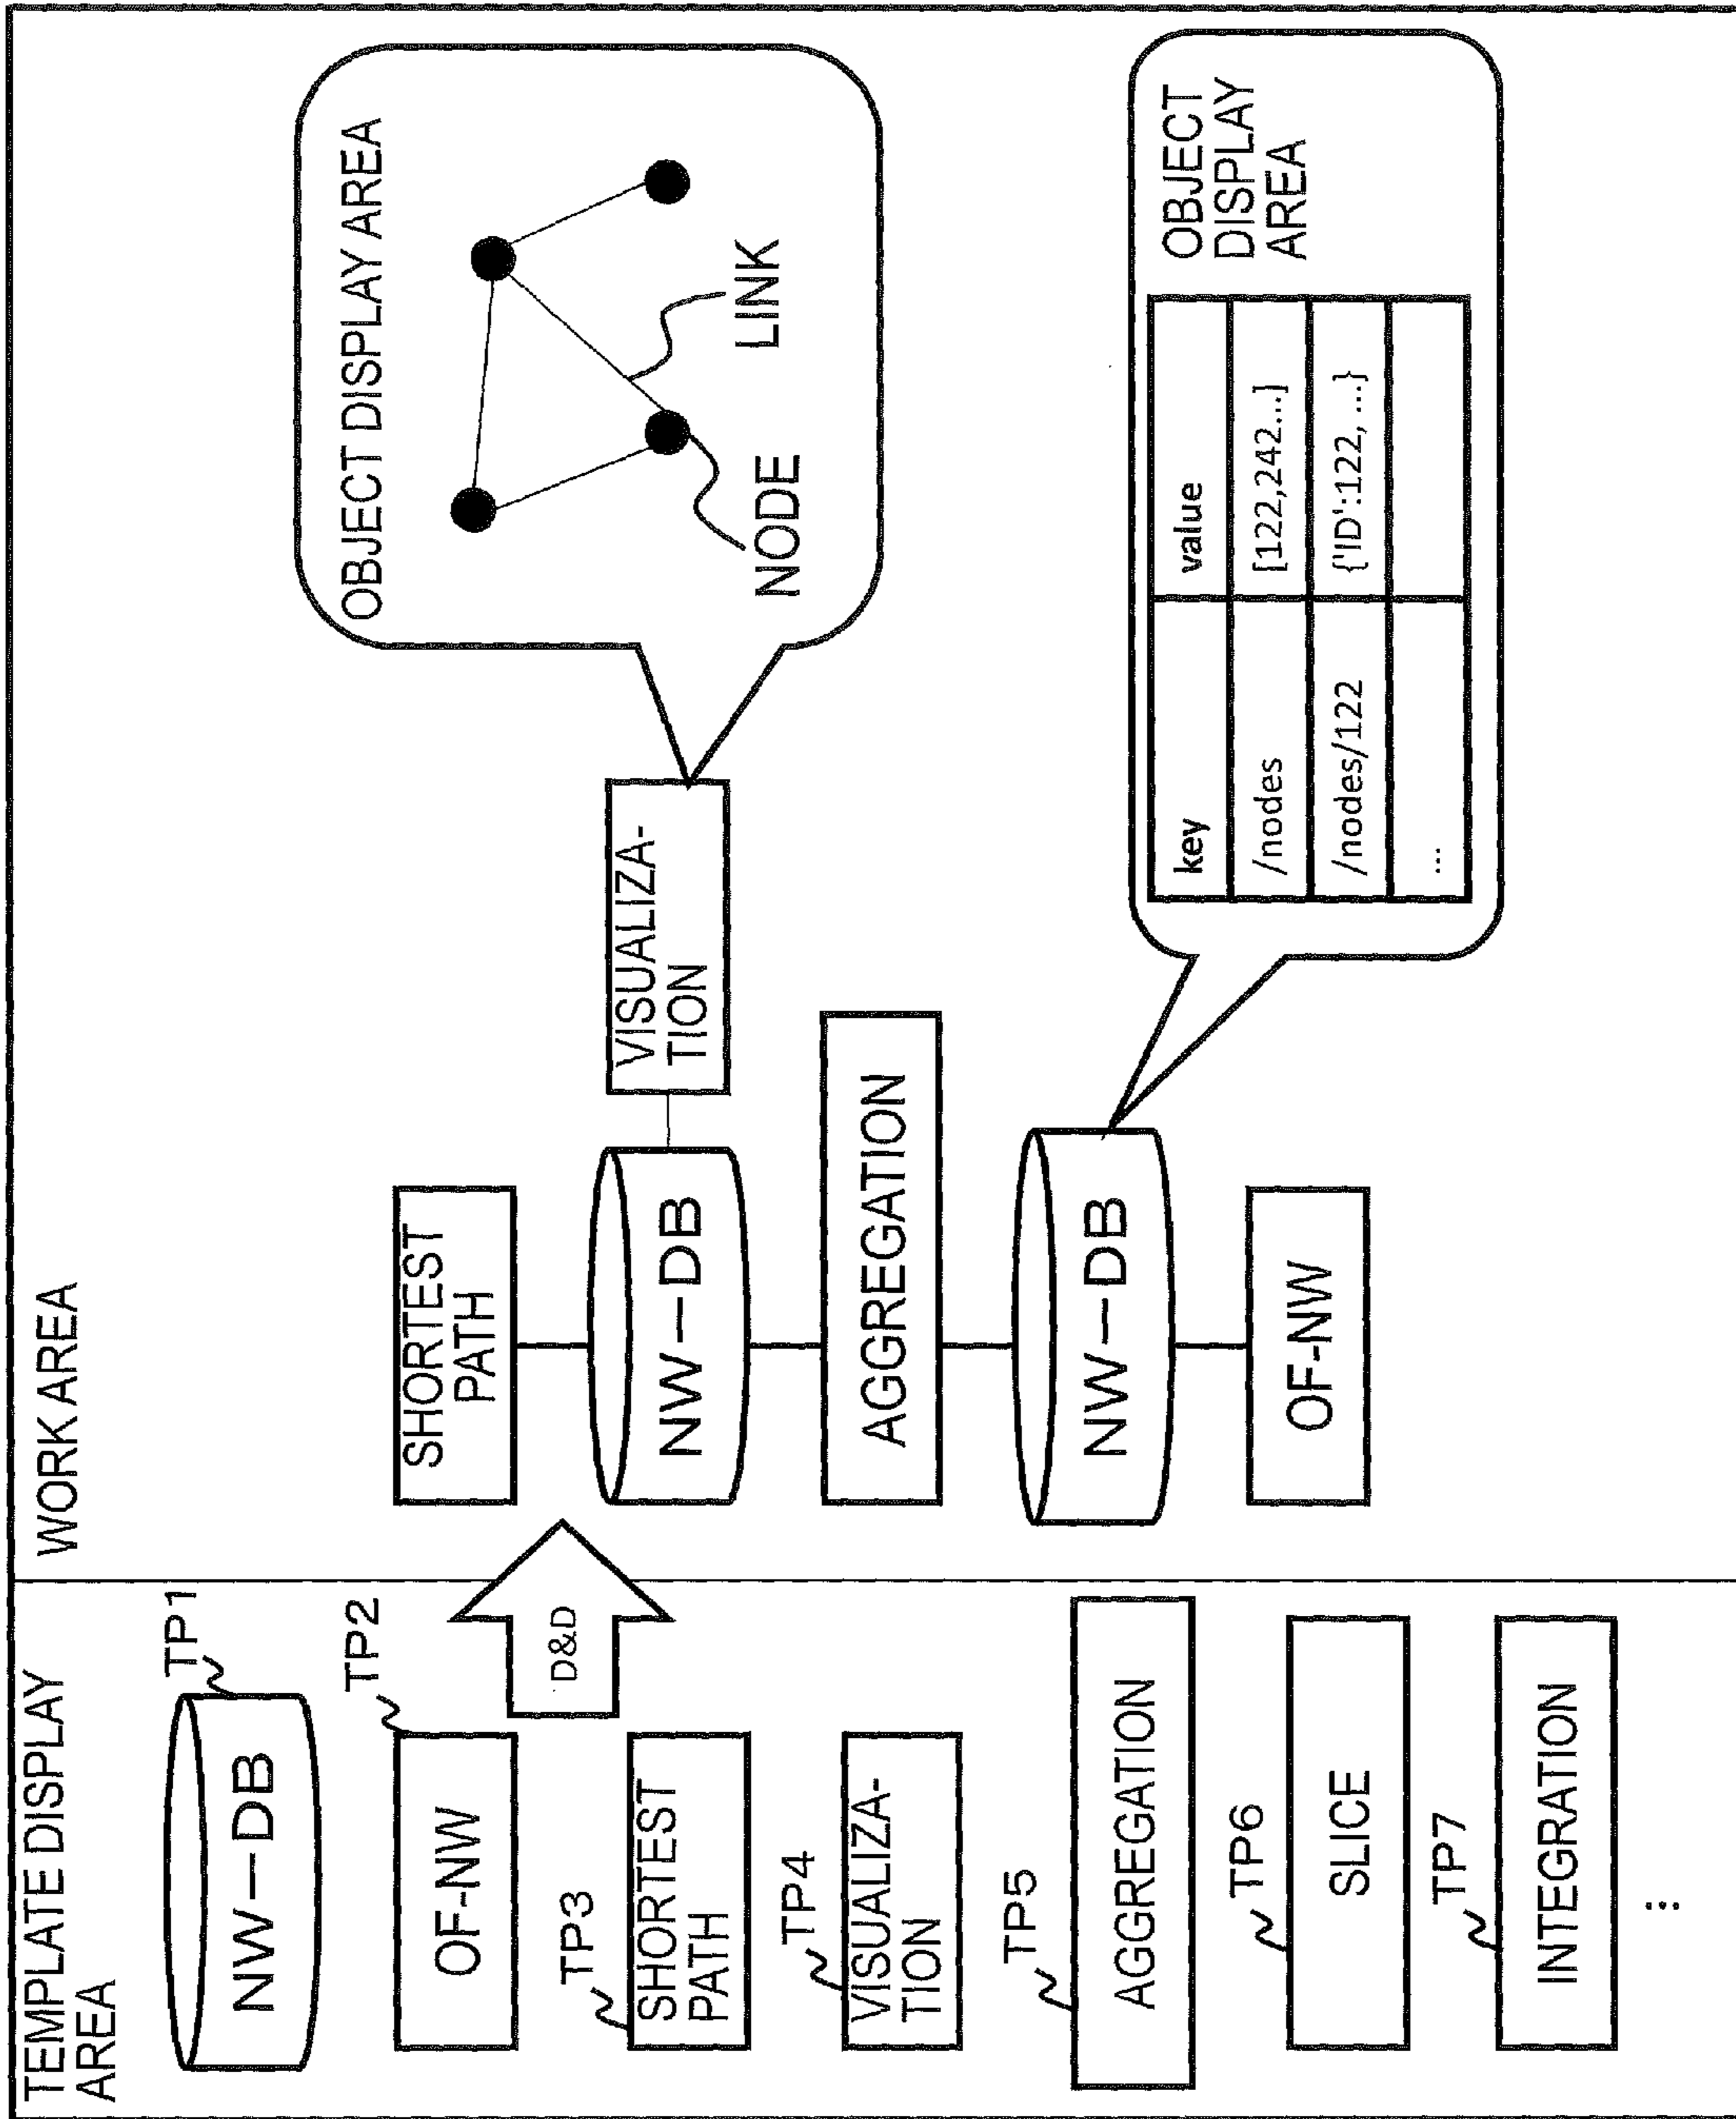 TEMPLATE DISPLAY
AREA
TP1
NW-DB
TP2
OF-NW
TP3
SHORTEST
PATH
TP4
VISUALIZA-
TION
TP5
AGGREGATION
TP6
SLICE
TP7
INTEGRATION
...
D&D
WORK AREA
SHORTEST
PATH
NW-DB
VISUALIZA-
TION
AGGREGATION
NW-DB
OF-NW
OBJECT DISPLAY AREA
NODE
LINK
key value
/nodes [122,242...]
/nodes/122 {'ID':122, ...}
...
OBJECT
DISPLAY
AREA